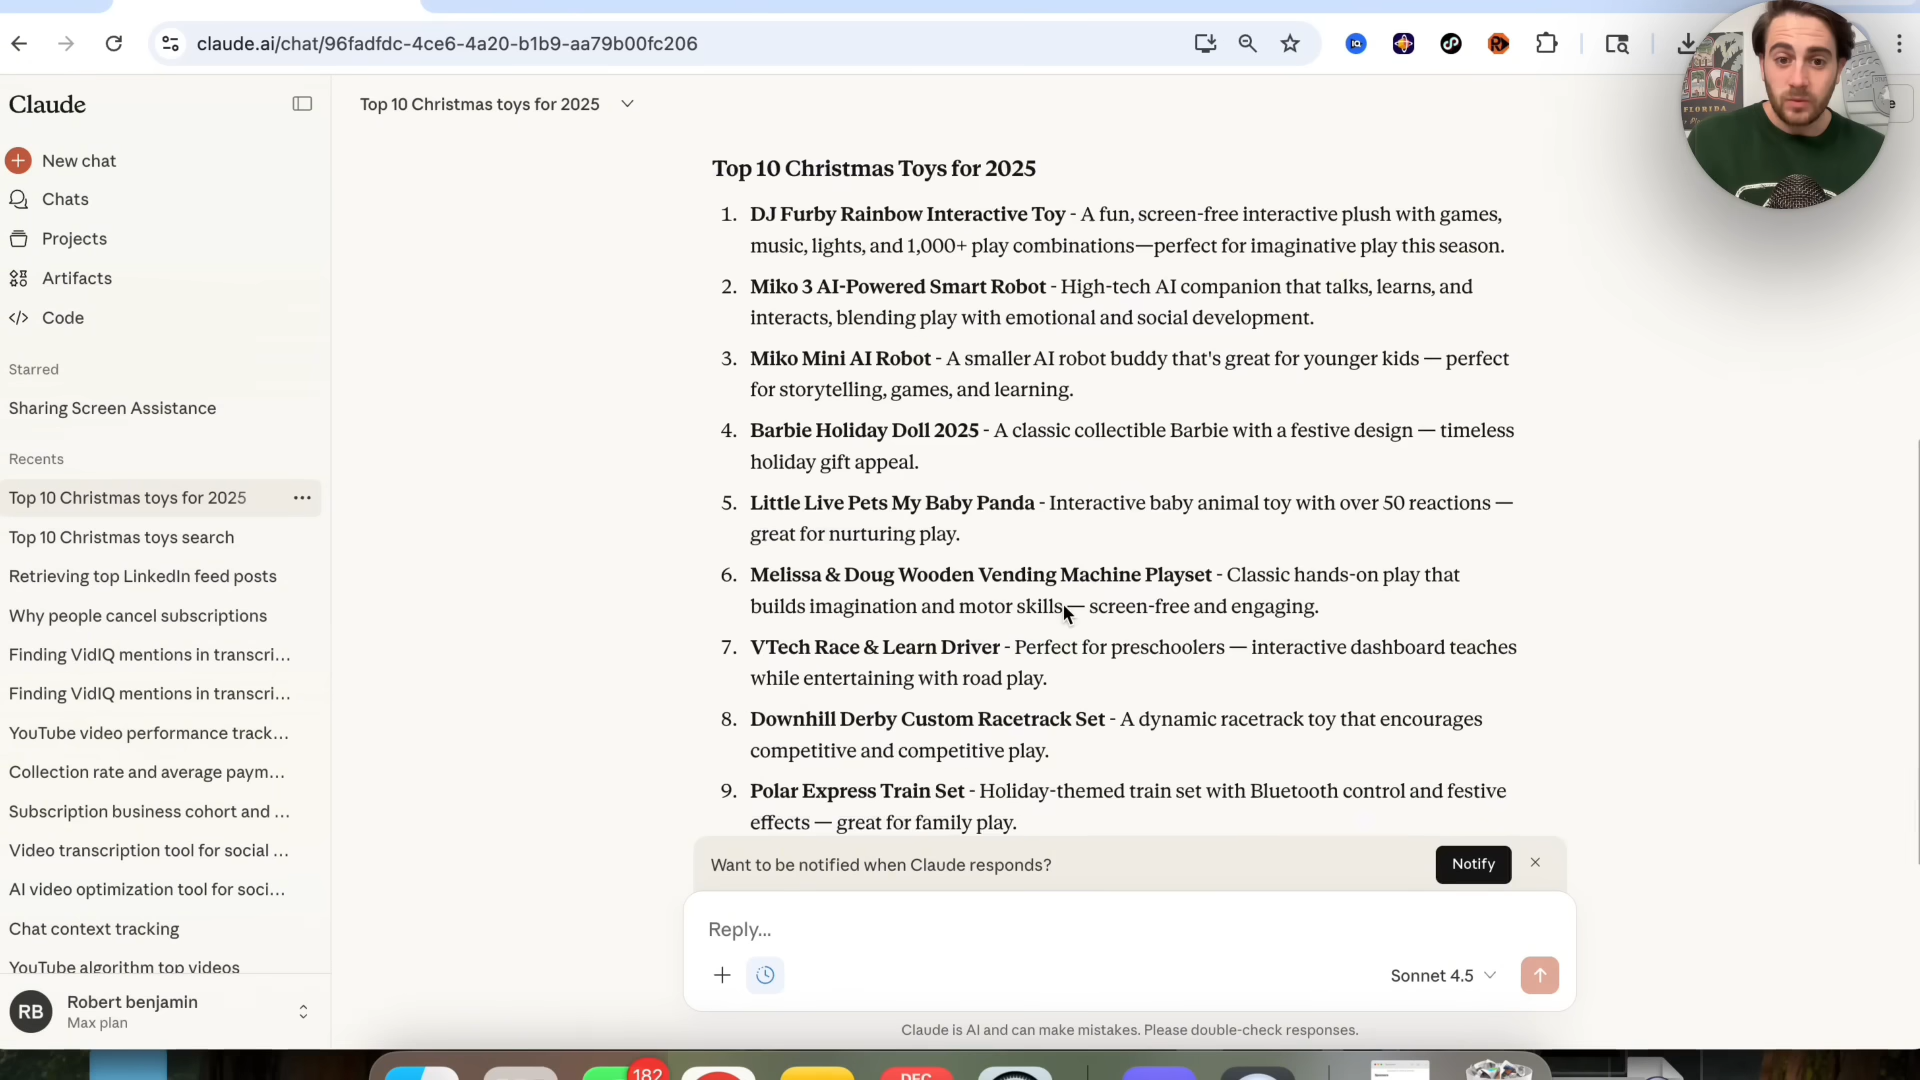 claude.ai/chat/96fadfdc-4ce6-4a20-b1b9-aa79b00fc206
Claude
Top 10 Christmas toys for 2025
New chat
Chats
Projects
Artifacts
Code
Starred
Sharing Screen Assistance
Recents
Top 10 Christmas toys for 2025
Top 10 Christmas toys search
Retrieving top LinkedIn feed posts
Why people cancel subscriptions
Finding VidIQ mentions in transcri...
Finding VidIQ mentions in transcri...
YouTube video performance track...
Collection rate and average paym...
Subscription business cohort and ...
Video transcription tool for social ...
AI video optimization tool for soci...
Chat context tracking
YouTube algorithm top videos
RB
Robert benjamin
Max plan
Top 10 Christmas Toys for 2025
1. DJ Furby Rainbow Interactive Toy - A fun, screen-free interactive plush with games,
music, lights, and 1,000+ play combinations—perfect for imaginative play this season.
2. Miko 3 AI-Powered Smart Robot - High-tech AI companion that talks, learns, and
interacts, blending play with emotional and social development.
3. Miko Mini AI Robot - A smaller AI robot buddy that's great for younger kids — perfect
for storytelling, games, and learning.
4. Barbie Holiday Doll 2025 - A classic collectible Barbie with a festive design — timeless
holiday gift appeal.
5. Little Live Pets My Baby Panda - Interactive baby animal toy with over 50 reactions —
great for nurturing play.
6. Melissa & Doug Wooden Vending Machine Playset - Classic hands-on play that
builds imagination and motor skills — screen-free and engaging.
7. VTech Race & Learn Driver - Perfect for preschoolers — interactive dashboard teaches
while entertaining with road play.
8. Downhill Derby Custom Racetrack Set - A dynamic racetrack toy that encourages
competitive and competitive play.
9. Polar Express Train Set - Holiday-themed train set with Bluetooth control and festive
effects — great for family play.
Want to be notified when Claude responds?
Notify
Reply...
Sonnet 4.5
Claude is AI and can make mistakes. Please double-check responses.
182
DEC
FLORIDA